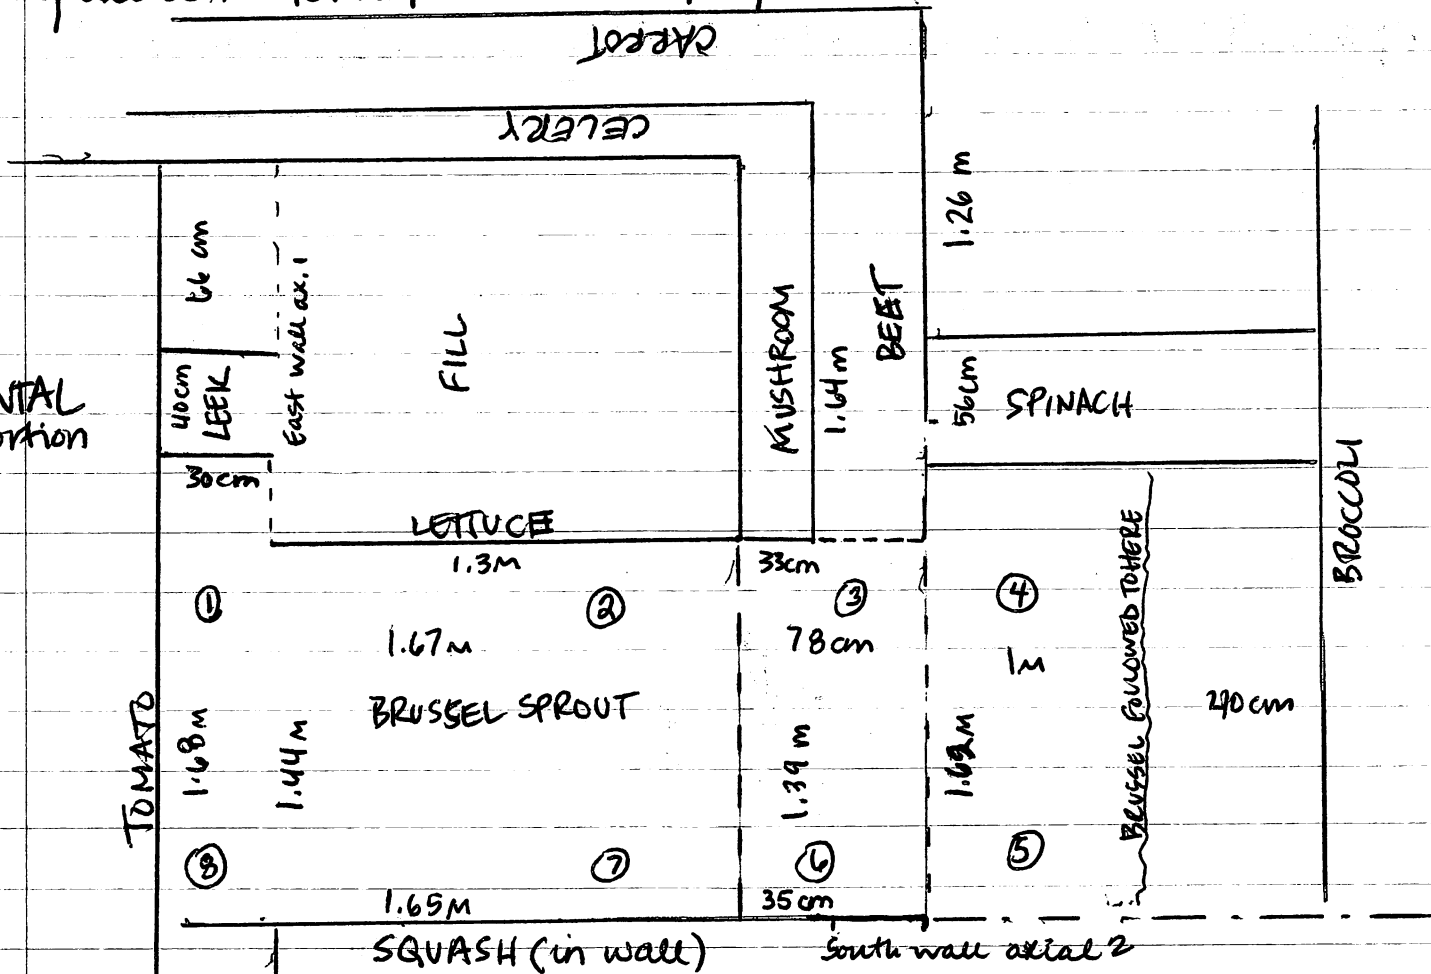 CARROT
CELERY
66 cm
East wall ax. 1
FILL
MUSHROOM
1.64m
BEET
1.26 m
40cm
LEEK
30cm
56cm
SPINACH
BROCCOLI
LETTUCE
1.3M
33cm
1
2
3
4
1.67M
78cm
1M
BRUSSEL FOLLOWED TO HERE
TOMATO
1.68M
1.44M
BRUSSEL SPROUT
1.39 m
210cm
8
7
6
5
1.65M
35cm
SQUASH (in wall)
South wall axial 2